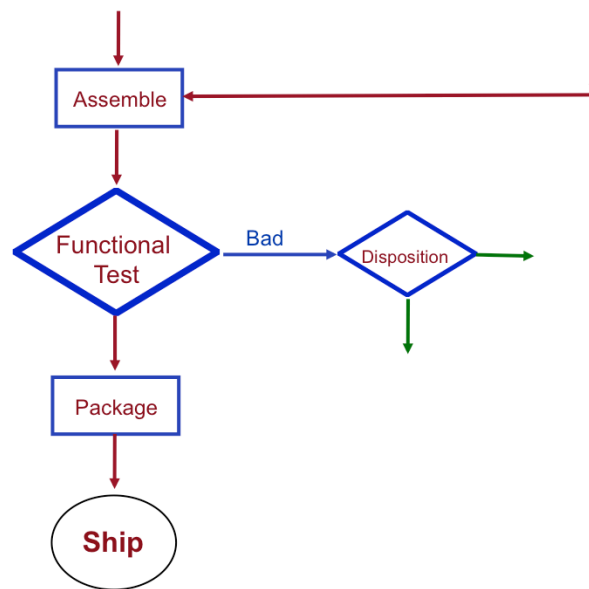 Assemble
Functional
Test
Bad
Disposition
Package
Ship